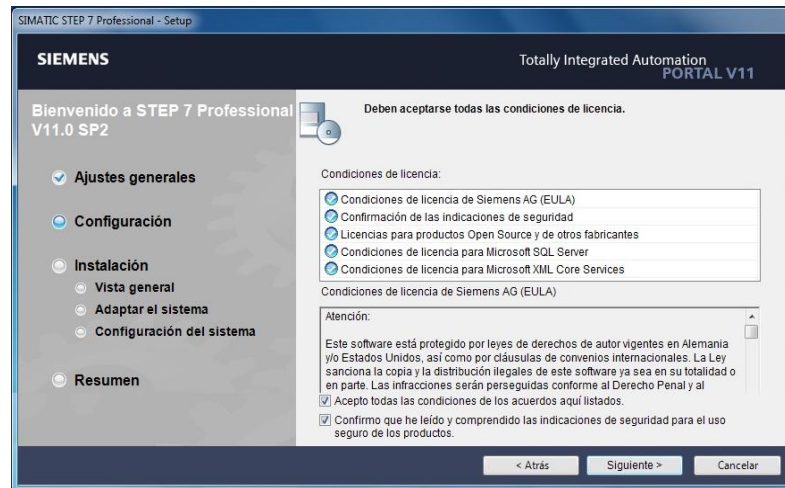 SIMATIC STEP 7 Professional - Setup
SIEMENS
Totally Integrated Automation
PORTAL V11
Bienvenido a STEP 7 Professional
V11.0 SP2
Ajustes generales
Configuración
Instalación
Vista general
Adaptar el sistema
Configuración del sistema
Resumen
Deben aceptarse todas las condiciones de licencia.
Condiciones de licencia:
Condiciones de licencia de Siemens AG (EULA)
Confirmación de las indicaciones de seguridad
Licencias para productos Open Source y de otros fabricantes
Condiciones de licencia para Microsoft SQL Server
Condiciones de licencia para Microsoft XML Core Services
Condiciones de licencia de Siemens AG (EULA)
Atención:
Este software está protegido por leyes de derechos de autor vigentes en Alemania
y/o Estados Unidos, así como por cláusulas de convenios internacionales. La Ley
sanciona la copia y la distribución ilegales de este software ya sea en su totalidad o
en parte. Las infracciones serán perseguidas conforme al Derecho Penal y al
Acepto todas las condiciones de los acuerdos aquí listados.
Confirmo que he leído y comprendido las indicaciones de seguridad para el uso
seguro de los productos.
< Atrás
Siguiente >
Cancelar